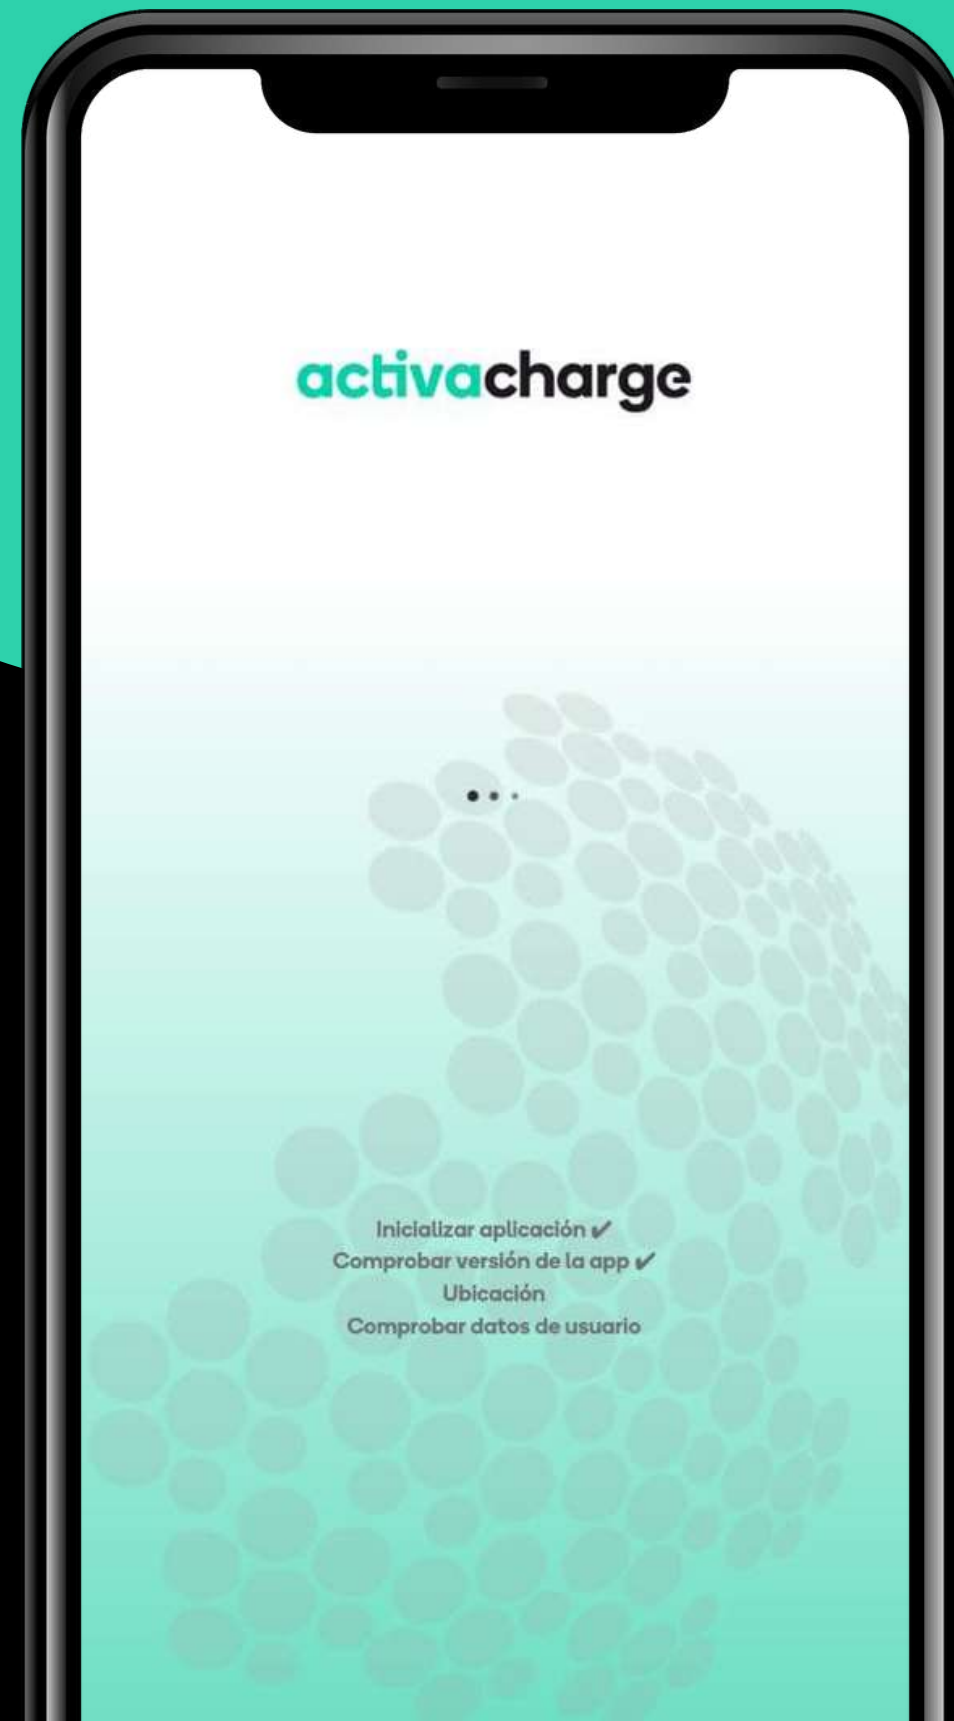 activacharge
Inicializar aplicación ✔
Comprobar versión de la app ✔
Ubicación
Comprobar datos de usuario